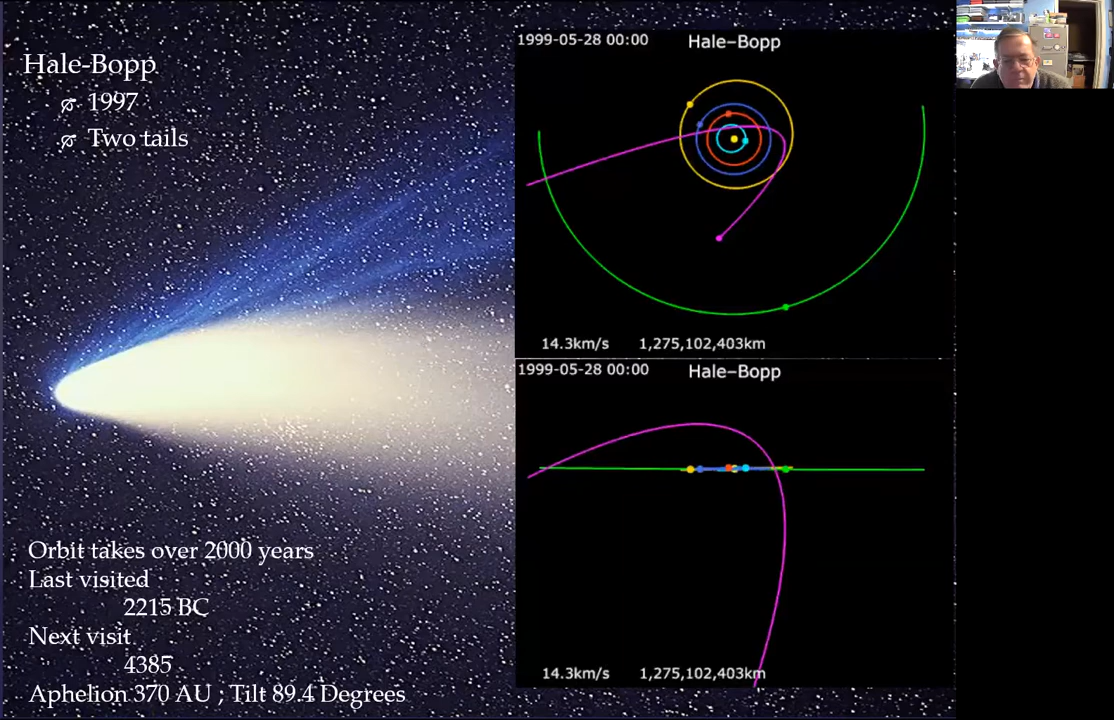 Hale-Bopp
1997
Two tails
Orbit takes over 2000 years
Last visited
2215 BC
Next visit
4385
Aphelion 370 AU ; Tilt 89.4 Degrees
1999-05-28 00:00 Hale–Bopp
14.3km/s 1,275,102,403km
1999-05-28 00:00 Hale–Bopp
14.3km/s 1,275,102,403km